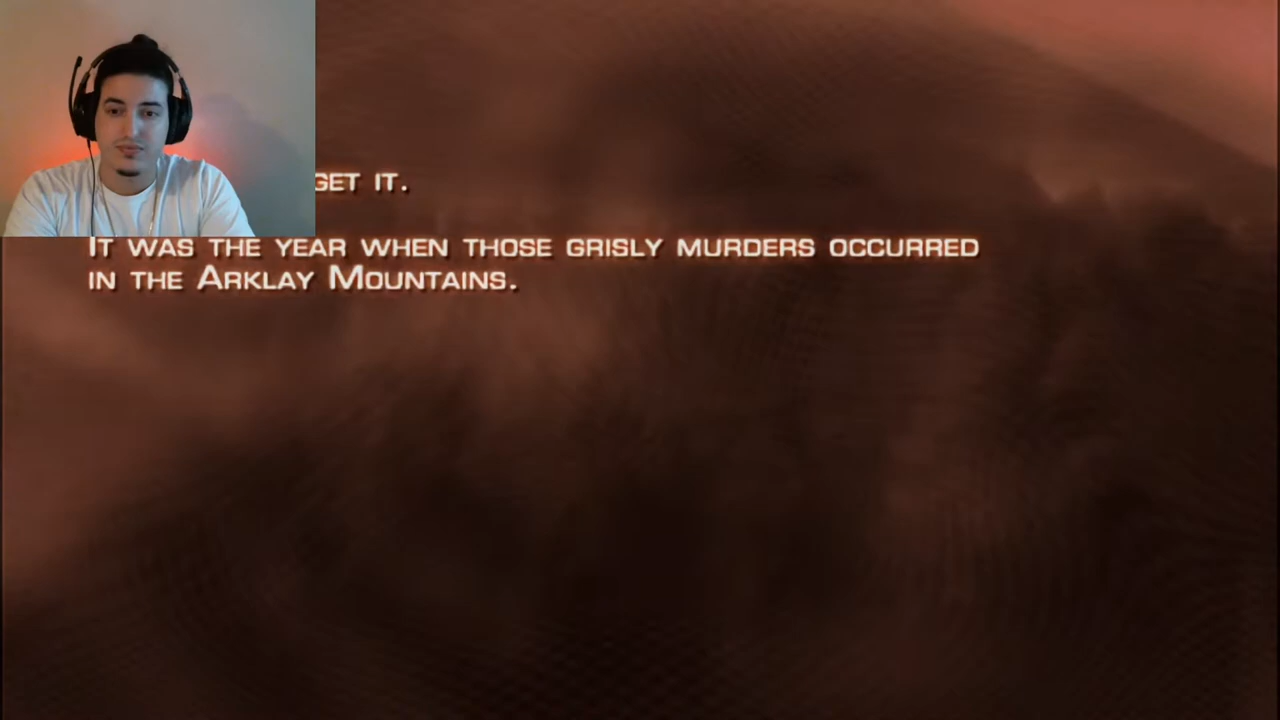 GET IT.
IT WAS THE YEAR WHEN THOSE GRISLY MURDERS OCCURRED
IN THE ARKLAY MOUNTAINS.